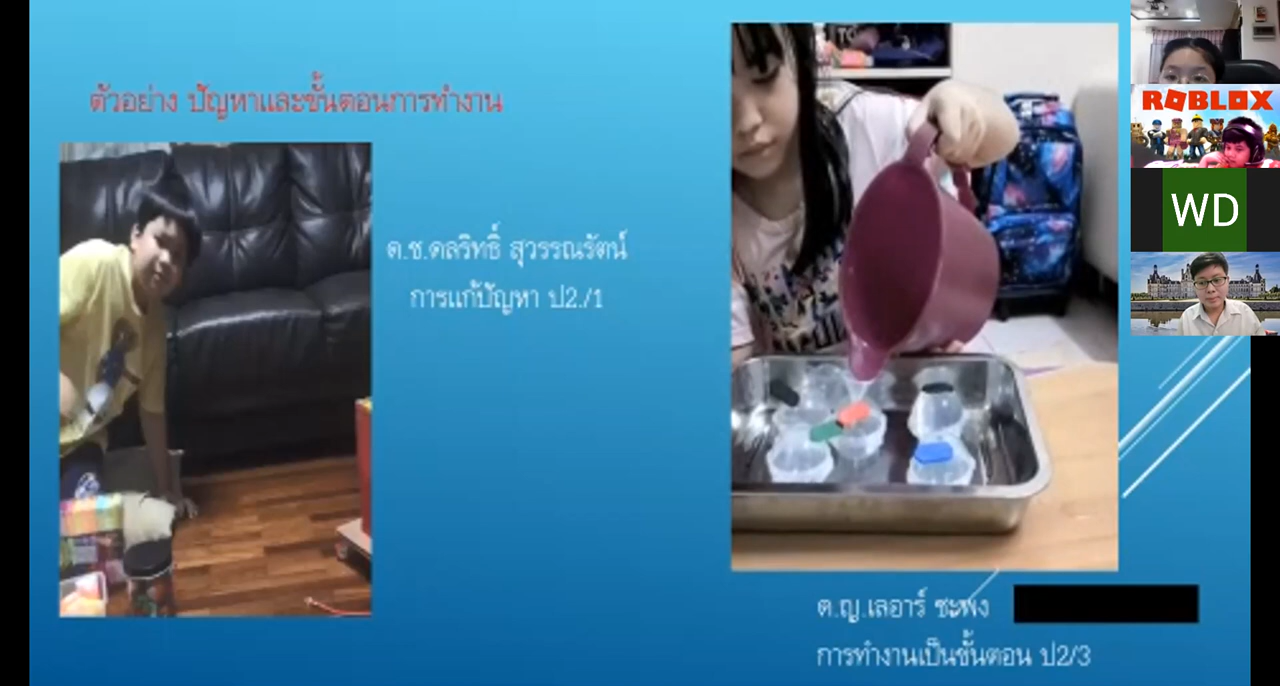 ตัวอย่าง ปัญหาและขั้นตอนการทำงาน
ด.ช.ดลริทธิ์ สุวรรณรัตน์
การแก้ปัญหา ป2./1
ด.ญ.เลอาร์ ชะพง
การทำงานเป็นขั้นตอน ป2/3
ROBLOX
WD